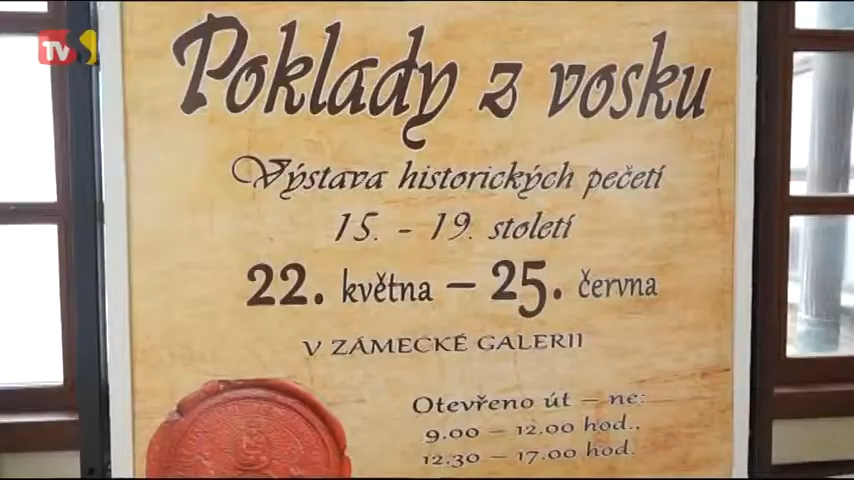 TVS
Poklady z vosku
Výstava historických pečetí
15. - 19. století
22. května – 25. června
V ZÁMECKÉ GALERII
Otevřeno út – ne:
9.00 – 12.00 hod.,
12.30 – 17.00 hod.